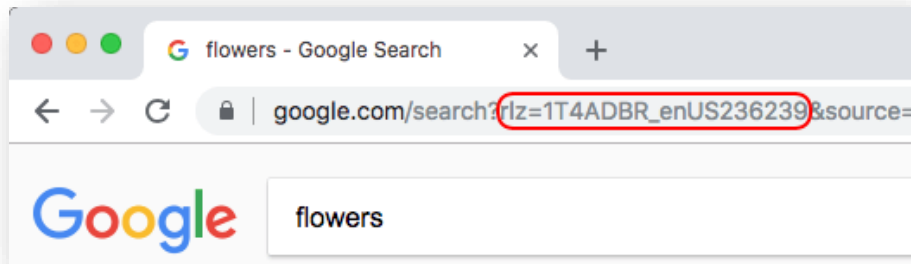 flowers - Google Search
google.com/search?rlz=1T4ADBR_enUS236239&source=
Google
flowers